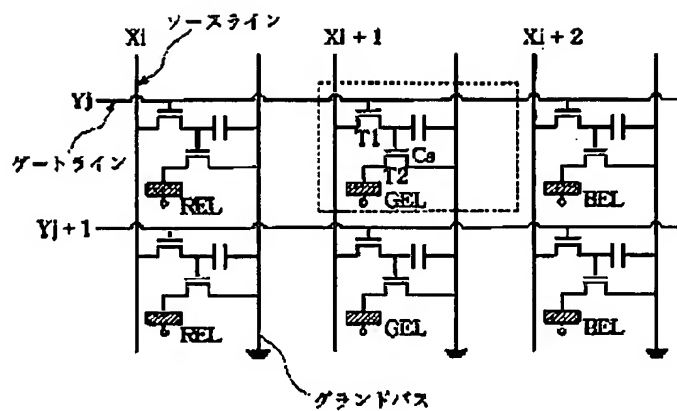 ソースライン
Xi
Xi+1
Xi+2
Yj
ゲートライン
T1
Cs
T2
REL
GEL
BEL
Yj+1
REL
GEL
BEL
グランドバス